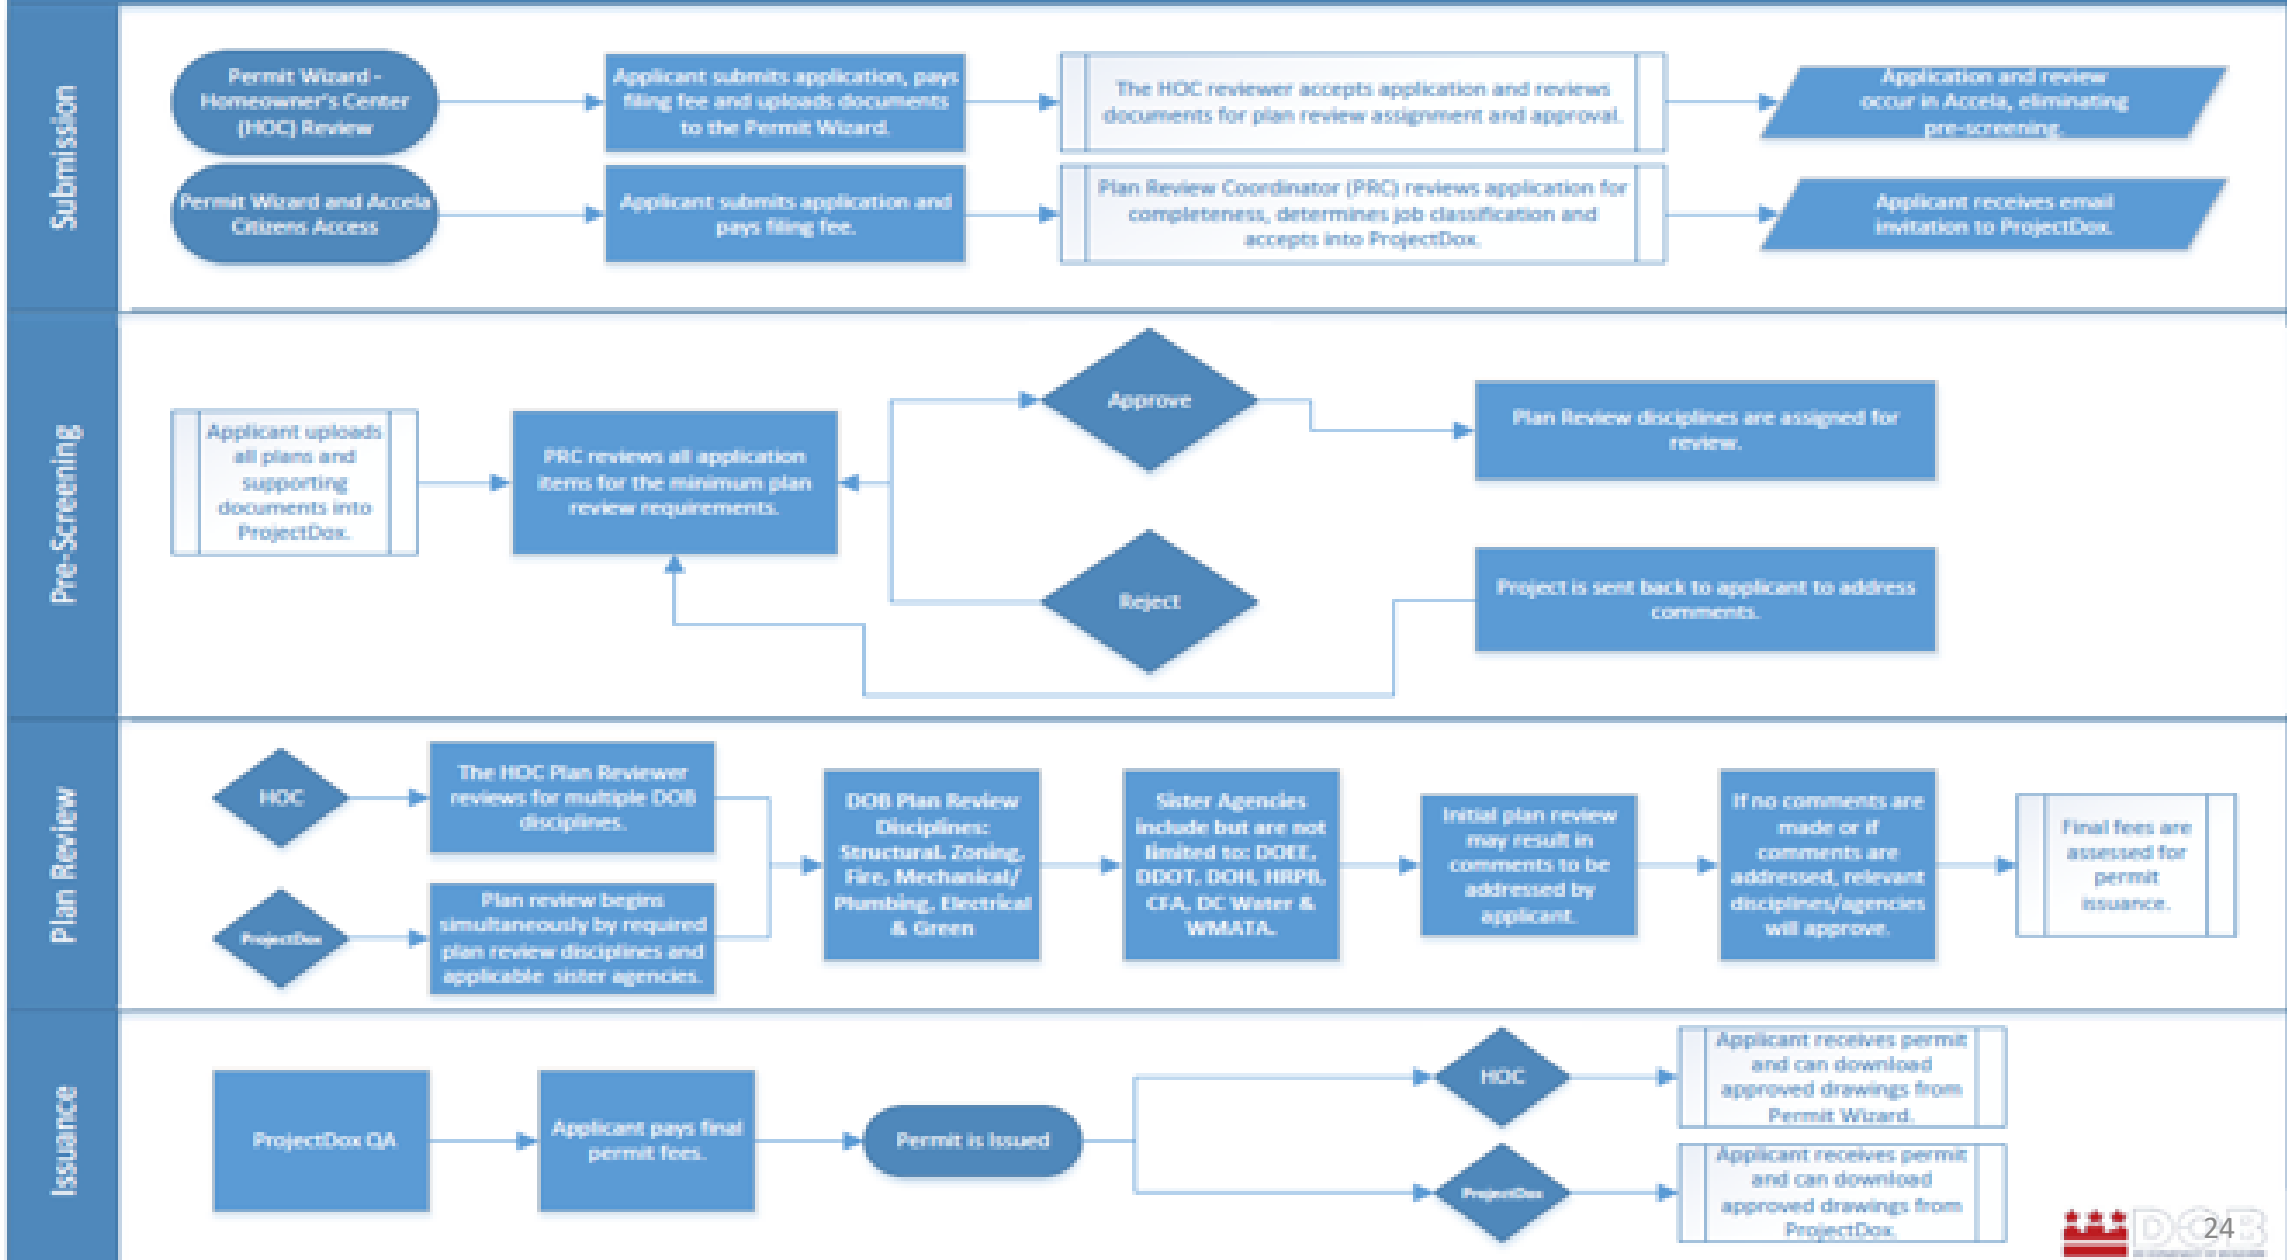 Submission
Permit Wizard -
Homeowner's Center
(HOC) Review
Applicant submits application, pays
filing fee and uploads documents
to the Permit Wizard.
The HOC reviewer accepts application and reviews
documents for plan review assignment and approval.
Application and review
occur in Accela, eliminating
pre-screening.
Permit Wizard and Accela
Citizens Access
Applicant submits application and
pays filing fee.
Plan Review Coordinator (PRC) reviews application for
completeness, determines job classification and
accepts into ProjectDox.
Applicant receives email
invitation to ProjectDox.
Pre-Screening
Applicant uploads
all plans and
supporting
documents into
ProjectDox.
PRC reviews all application
items for the minimum plan
review requirements.
Approve
Plan Review disciplines are assigned for
review.
Reject
Project is sent back to applicant to address
comments.
Plan Review
HOC
The HOC Plan Reviewer
reviews for multiple DOB
disciplines.
ProjectDox
Plan review begins
simultaneously by required
plan review disciplines and
applicable sister agencies.
DOB Plan Review
Disciplines:
Structural, Zoning,
Fire, Mechanical/
Plumbing, Electrical
& Green
Sister Agencies
include but are not
limited to: DOEE,
DDOT, DOH, HRPB,
CFA, DC Water &
WMATA.
Initial plan review
may result in
comments to be
addressed by
applicant.
If no comments are
made or if
comments are
addressed, relevant
disciplines/agencies
will approve.
Final fees are
assessed for
permit
issuance.
Issuance
ProjectDox QA
Applicant pays final
permit fees.
Permit is Issued
HOC
Applicant receives permit
and can download
approved drawings from
Permit Wizard.
ProjectDox
Applicant receives permit
and can download
approved drawings from
ProjectDox.
DOB
24